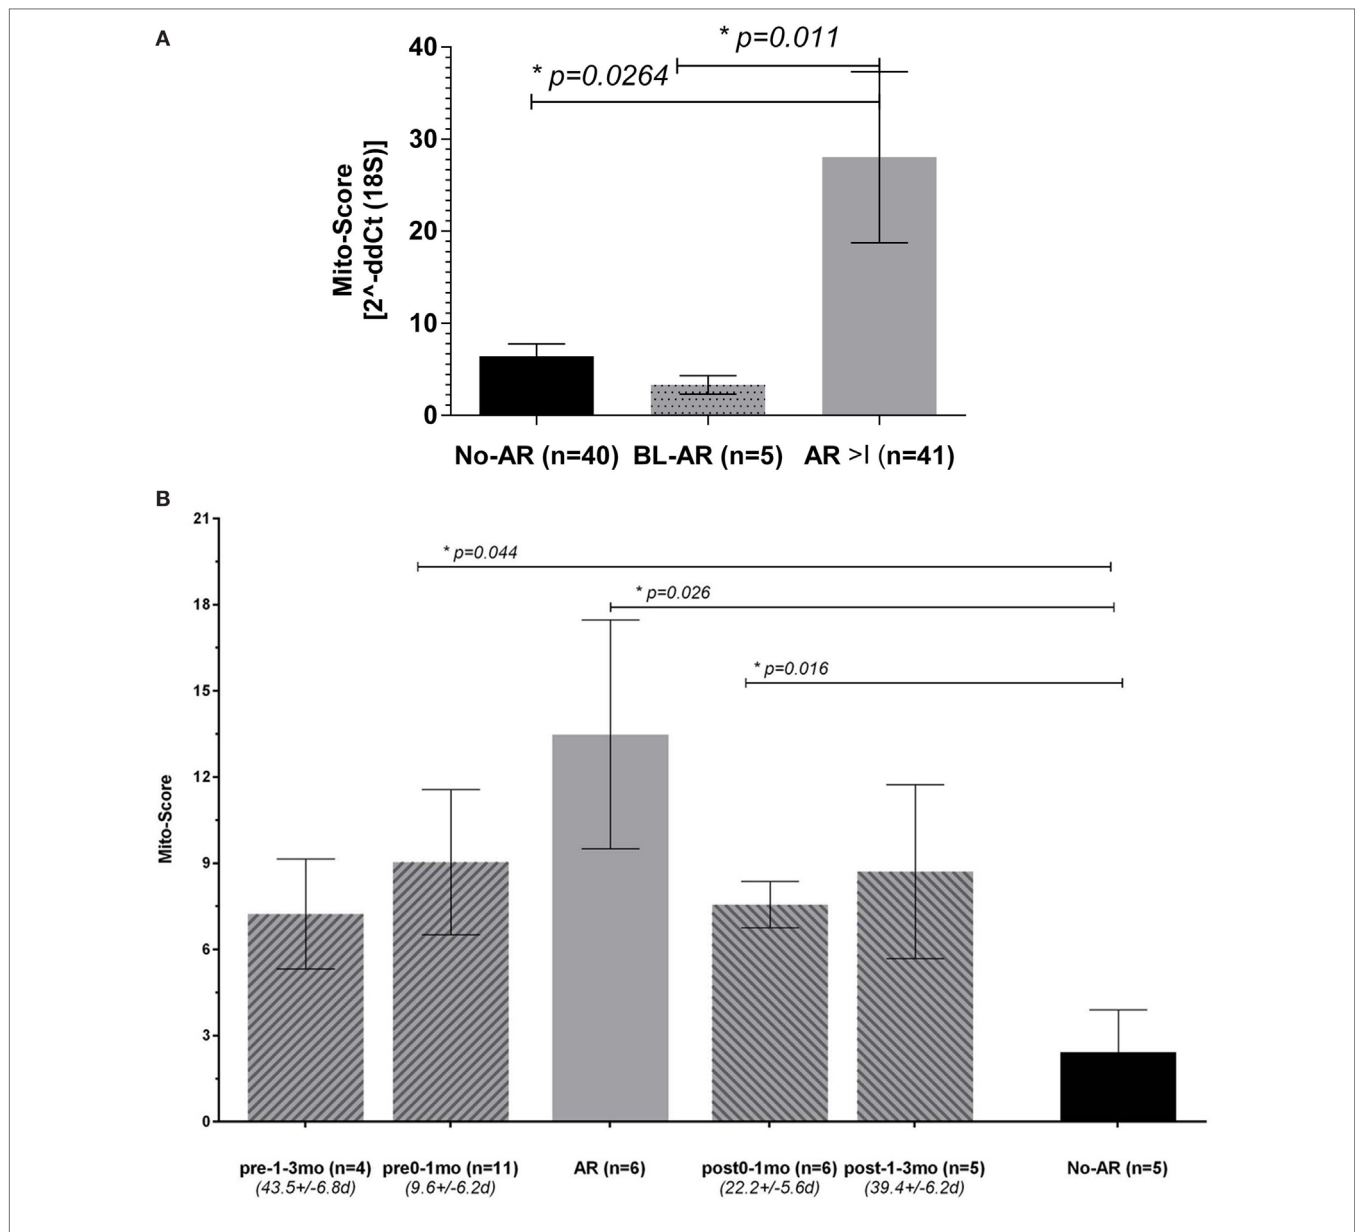 A
* p=0.011
* p=0.0264
40
30
20
10
0
Mito-Score
[2^-ddCt (18S)]
No-AR (n=40) BL-AR (n=5) AR >I (n=41)
B
21
18
15
12
9
6
3
0
Mito-Score
* p=0.044
* p=0.026
* p=0.016
pre-1-3mo (n=4) pre0-1mo (n=11) AR (n=6) post0-1mo (n=6) post-1-3mo (n=5) No-AR (n=5)
(43.5+/-6.8d) (9.6+/-6.2d) (22.2+/-5.6d) (39.4+/-6.2d)